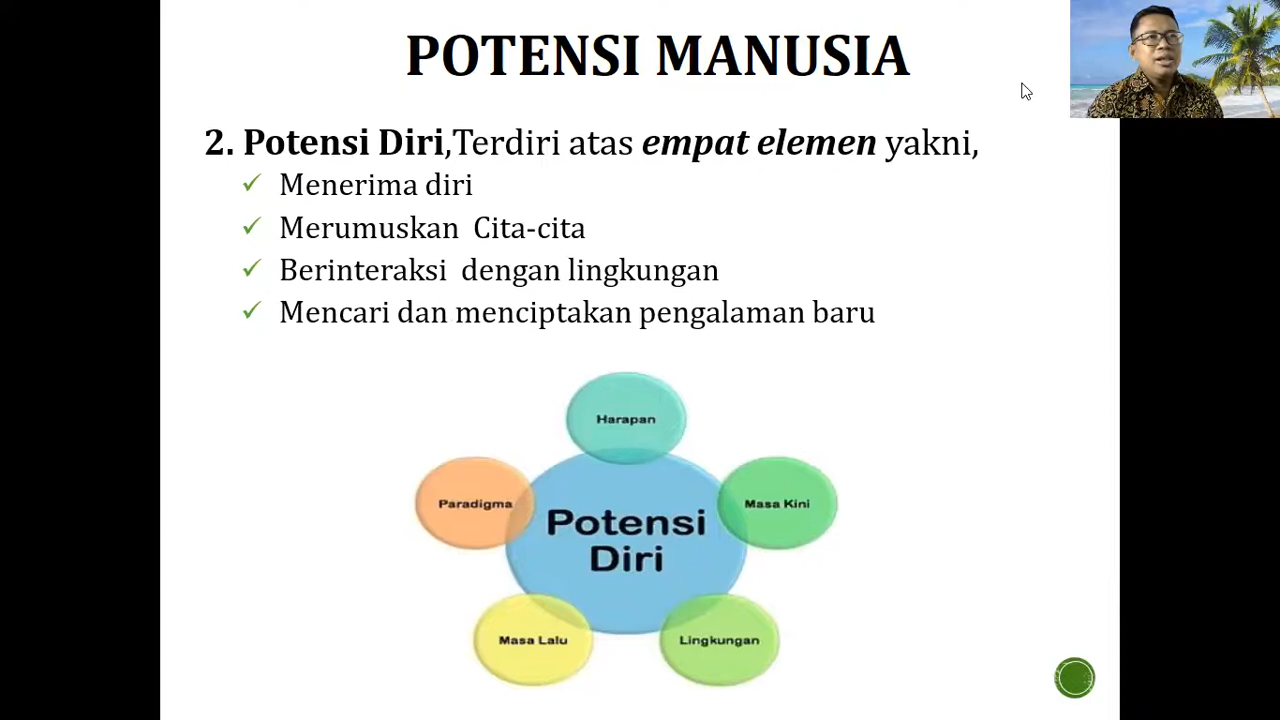 POTENSI MANUSIA
2. Potensi Diri,Terdiri atas empat elemen yakni,
Menerima diri
Merumuskan Cita-cita
Berinteraksi dengan lingkungan
Mencari dan menciptakan pengalaman baru
Harapan
Paradigma
Masa Kini
Potensi
Diri
Masa Lalu
Lingkungan